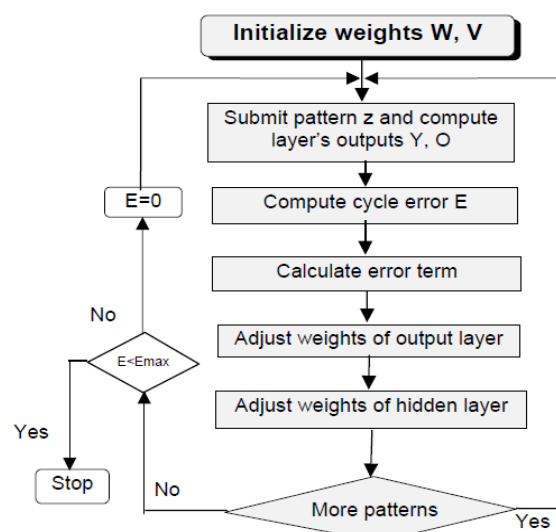 Initialize weights W, V
Submit pattern z and compute
layer's outputs Y, O
E=0
Compute cycle error E
Calculate error term
No
Adjust weights of output layer
E<Emax
Adjust weights of hidden layer
Yes
Stop
No
More patterns
Yes